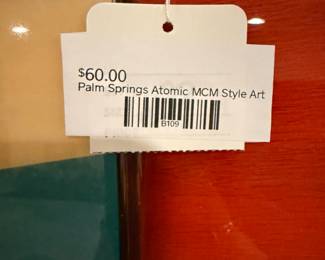 $60.00
Palm Springs Atomic MCM Style Art
B109